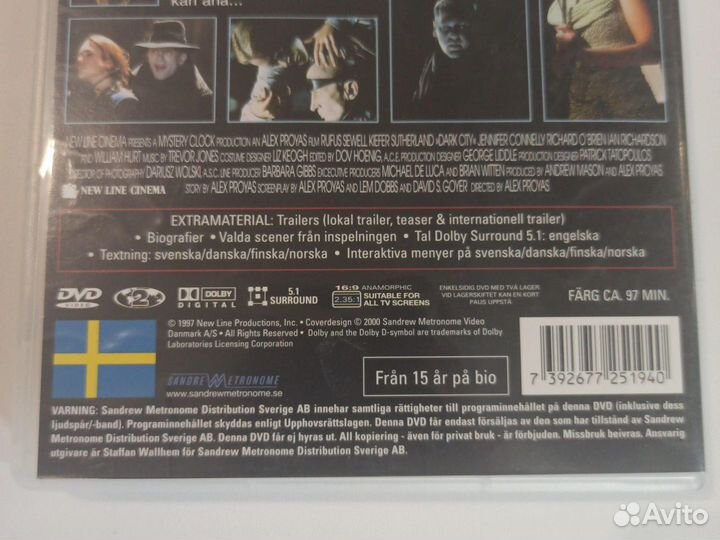 kan ana...
NEW LINE CINEMA PRESENTS A MYSTERY CLOCK PRODUCTION AN ALEX PROYAS FILM RUFUS SEWELL KIEFER SUTHERLAND «DARK CITY» JENNIFER CONNELLY RICHARD O'BRIEN IAN RICHARDSON
AND WILLIAM HURT MUSIC BY TREVOR JONES COSTUME DESIGNER LIZ KEOGH EDITED BY DOV HOENIG, A.C.E. PRODUCTION DESIGNER GEORGE LIDDLE PRODUCTION DESIGNER PATRICK TATOPOULOS
DIRECTOR OF PHOTOGRAPHY DARIUSZ WOLSKI A.S.C. LINE PRODUCER BARBARA GIBBS EXCECUTIVE PRODUCERS MICHAEL DE LUCA AND BRIAN WITTEN PRODUCED BY ANDREW MASON AND ALEX PROYAS
NEW LINE CINEMA STORY BY ALEX PROYAS SCREENPLAY BY ALEX PROYAS AND LEM DOBBS AND DAVID S. GOYER DIRECTED BY ALEX PROYAS
EXTRAMATERIAL: Trailers (lokal trailer, teaser & internationell trailer)
• Biografier • Valda scener från inspelningen • Tal Dolby Surround 5.1: engelska
• Textning: svenska/danska/finska/norska • Interaktiva menyer på svenska/danska/finska/norska
DVD VIDEO
2
DOLBY DIGITAL
5.1 SURROUND
16:9 ANAMORPHIC
2.35:1 SUITABLE FOR ALL TV SCREENS
ENKELSIDIG DVD MED TVÅ LAGER.
VID LAGERSKIFTET KAN EN KORT
PAUS UPPSTÅ.
FÄRG CA. 97 MIN.
© 1997 New Line Productions, Inc. • Coverdesign © 2000 Sandrew Metronome Video
Danmark A/S • All Rights Reserved • Dolby and the Dolby D-symbol are trademarks of Dolby
Laboratories Licensing Corporation
SANDREW METRONOME
www.sandrewmetronome.se
Från 15 år på bio
7 392677 251940
VARNING: Sandrew Metronome Distribution Sverige AB innehar samtliga rättigheter till programinnehållet på denna DVD (inklusive dess
ljudspår/-band). Programinnehållet skyddas enligt Upphovsrättslagen. Denna DVD får endast försäljas av den som har tillstånd av Sandrew
Metronome Distribution Sverige AB. Denna DVD får ej hyras ut. All kopiering - även för privat bruk - är förbjuden. Missbruk beivras. Ansvarig
utgivare är Staffan Wallhem för Sandrew Metronome Distribution Sverige AB.
Avito